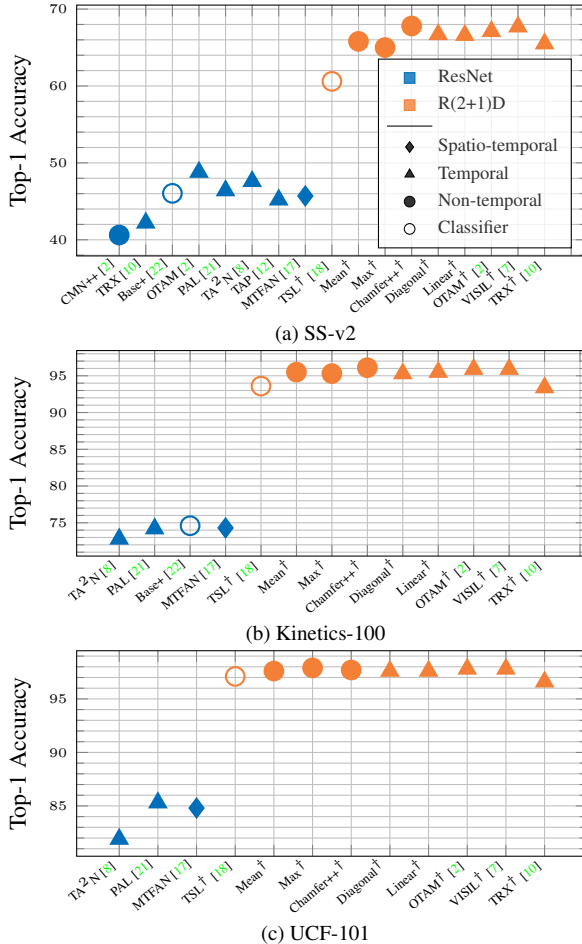 Top-1 Accuracy
70
60
50
40
ResNet
R(2+1)D
Spatio-temporal
Temporal
Non-temporal
Classifier
CMN++ [2]
TRX [10]
Base+ [22]
OTAM [2]
PAL [21]
TA²N [8]
TAP [12]
MTFAN [17]
TSL† [18]
Mean†
Max†
Chamfer++†
Diagonal†
Linear†
OTAM† [2]
VISIL† [7]
TRX† [10]
(a) SS-v2
Top-1 Accuracy
95
90
85
80
75
TA²N [8]
PAL [21]
Base+ [22]
MTFAN [17]
TSL† [18]
Mean†
Max†
Chamfer++†
Diagonal†
Linear†
OTAM† [2]
VISIL† [7]
TRX† [10]
(b) Kinetics-100
Top-1 Accuracy
95
90
85
TA²N [8]
PAL [21]
MTFAN [17]
TSL† [18]
Mean†
Max†
Chamfer++†
Diagonal†
Linear†
OTAM† [2]
VISIL† [7]
TRX† [10]
(c) UCF-101